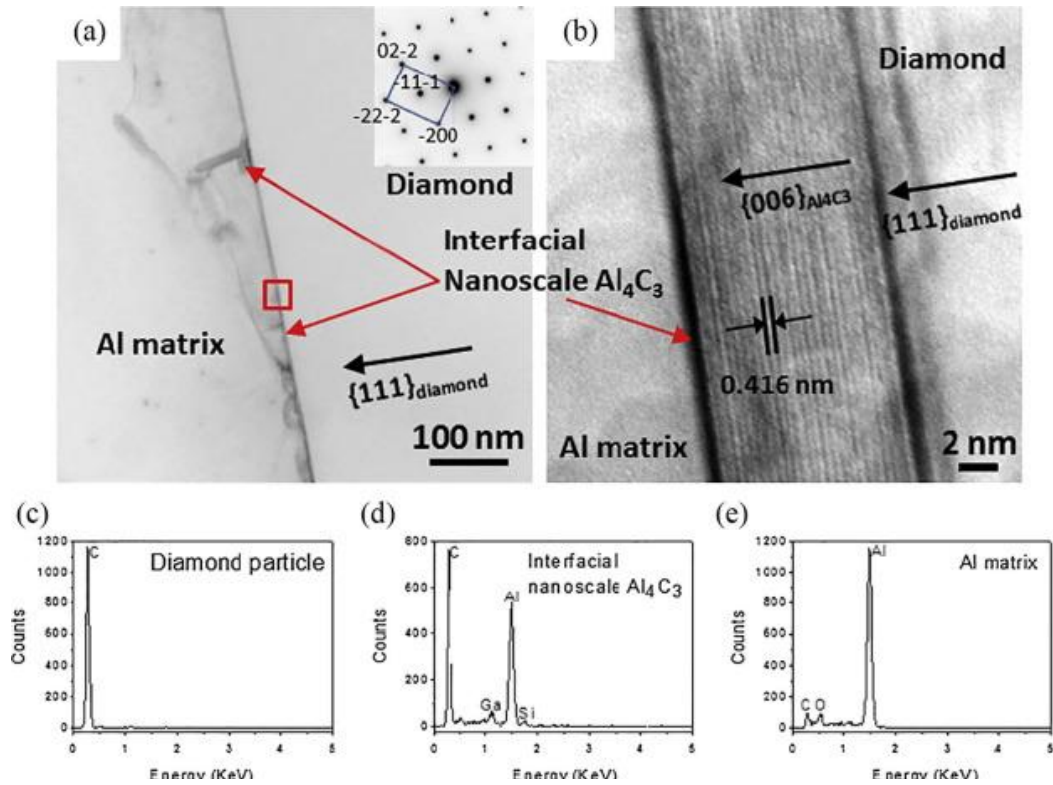 (a)
02-2
-11-1
-22-2
-200
Diamond
Interfacial
Nanoscale Al₄C₃
Al matrix
{111}diamond
100 nm
(b)
Diamond
{006}Al4C3
{111}diamond
0.416 nm
Al matrix
2 nm
(c)
1200
1000
800
600
400
200
0
Counts
C
Diamond particle
0 1 2 3 4 5
Energy (KeV)
(d)
800
600
400
200
0
Counts
C
Interfacial
nanoscale Al₄C₃
Al
Ga
Si
0 1 2 3 4 5
Energy (KeV)
(e)
1200
1000
800
600
400
200
0
Counts
Al
Al matrix
C O
0 1 2 3 4 5
Energy (KeV)